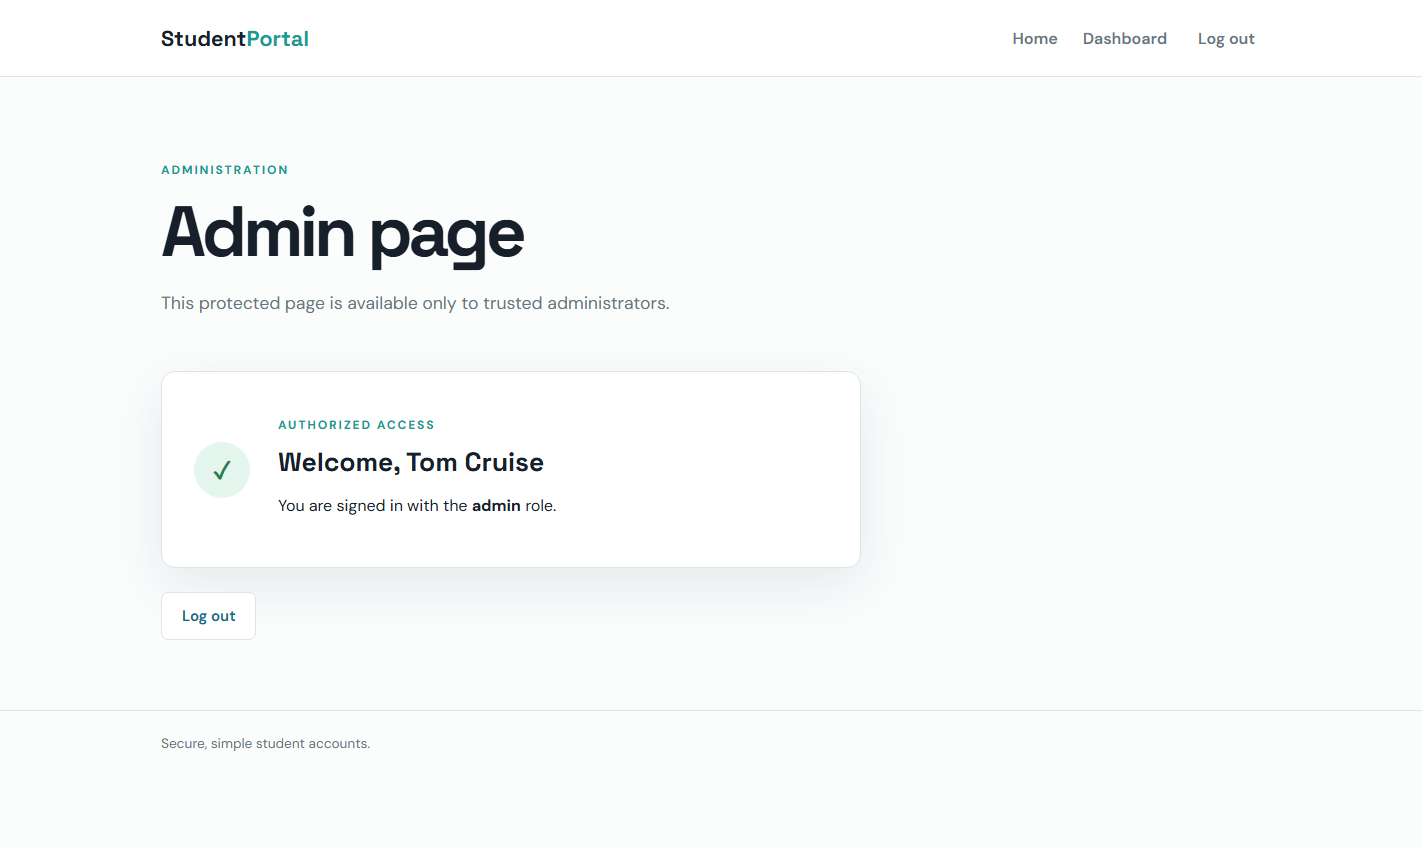 StudentPortal Home Dashboard Log out
ADMINISTRATION
Admin page
This protected page is available only to trusted administrators.
AUTHORIZED ACCESS
Welcome, Tom Cruise
You are signed in with the admin role.
Log out
Secure, simple student accounts.